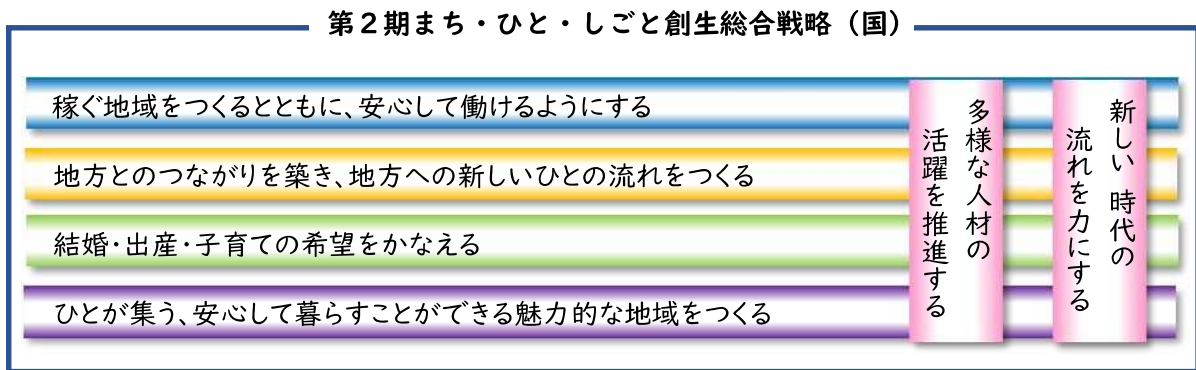 第２期まち・ひと・しごと創生総合戦略（国）
稼ぐ地域をつくるとともに、安心して働けるようにする
地方とのつながりを築き、地方への新しいひとの流れをつくる
結婚・出産・子育ての希望をかなえる
ひとが集う、安心して暮らすことができる魅力的な地域をつくる
多様な人材の
活躍を推進する
新しい 時代の
流れを力にする